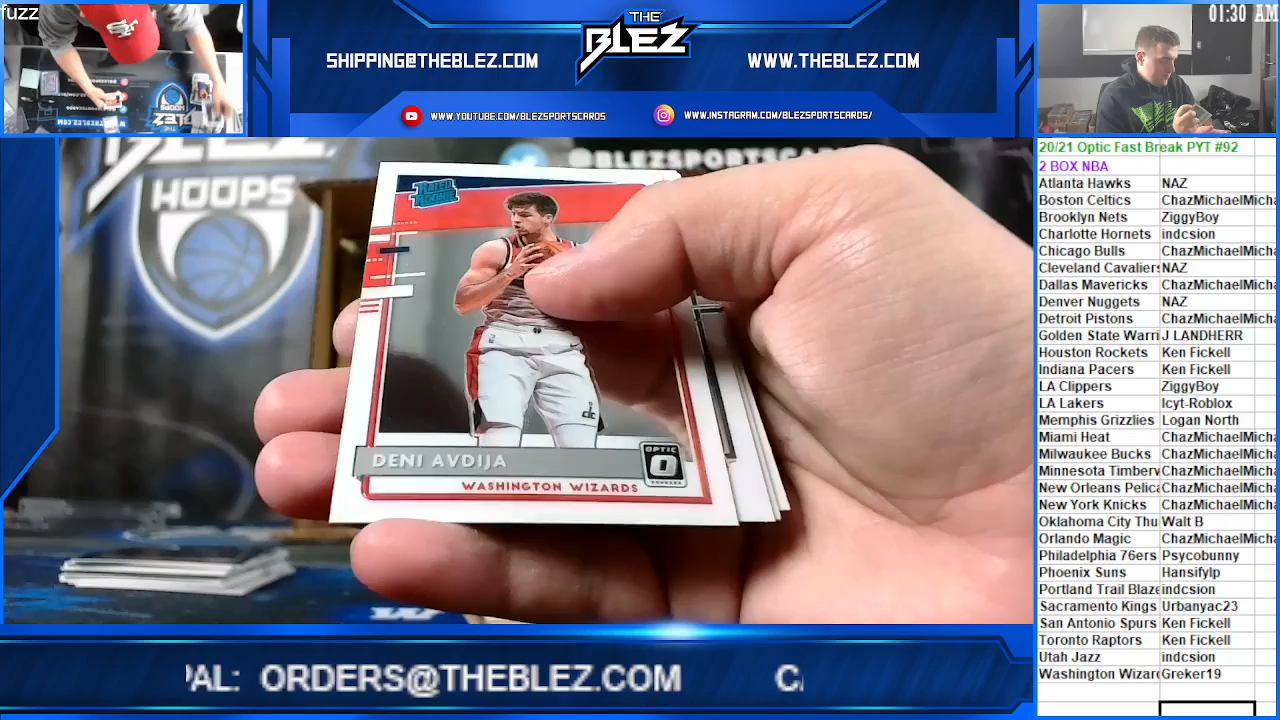 fuzz
SHIPPING@THEBLEZ.COM
THE
BLEZ
WWW.THEBLEZ.COM
WWW.YOUTUBE.COM/BLEZSPORTSCARDS
WWW.INSTAGRAM.COM/BLEZSPORTSCARDS/
01:30 AM
HOOPS
@BLEZSPORTSCAR
RATED
ROOKIE
DENI AVDIJA
WASHINGTON WIZARDS
OPTIC
DONRUSS
20/21 Optic Fast Break PYT #92
2 BOX NBA
Atlanta Hawks NAZ
Boston Celtics ChazMichaelMicha
Brooklyn Nets ZiggyBoy
Charlotte Hornets indcsion
Chicago Bulls ChazMichaelMicha
Cleveland Cavaliers NAZ
Dallas Mavericks ChazMichaelMicha
Denver Nuggets NAZ
Detroit Pistons ChazMichaelMicha
Golden State Warri J LANDHERR
Houston Rockets Ken Fickell
Indiana Pacers Ken Fickell
LA Clippers ZiggyBoy
LA Lakers Icyt-Roblox
Memphis Grizzlies Logan North
Miami Heat ChazMichaelMicha
Milwaukee Bucks ChazMichaelMicha
Minnesota Timberv ChazMichaelMicha
New Orleans Pelica ChazMichaelMicha
New York Knicks ChazMichaelMicha
Oklahoma City Thu Walt B
Orlando Magic ChazMichaelMicha
Philadelphia 76ers Psycobunny
Phoenix Suns Hansifylp
Portland Trail Blaze indcsion
Sacramento Kings Urbanyac23
San Antonio Spurs Ken Fickell
Toronto Raptors Ken Fickell
Utah Jazz indcsion
Washington Wizard Greker19
PAL: ORDERS@THEBLEZ.COM